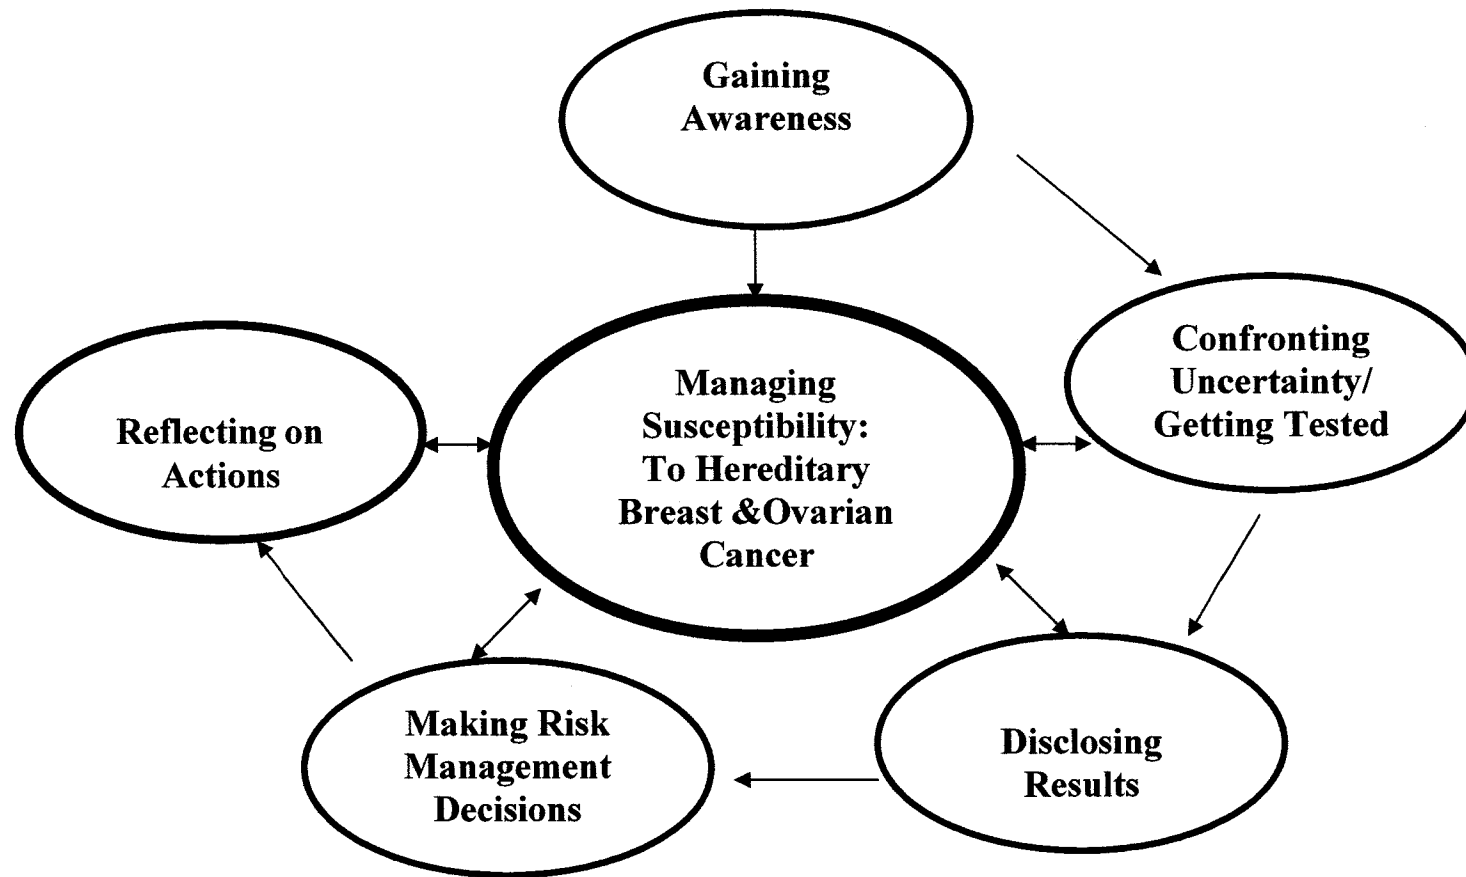 Gaining
Awareness
Confronting
Uncertainty/
Getting Tested
Managing
Susceptibility:
To Hereditary
Breast &Ovarian
Cancer
Reflecting on
Actions
Making Risk
Management
Decisions
Disclosing
Results